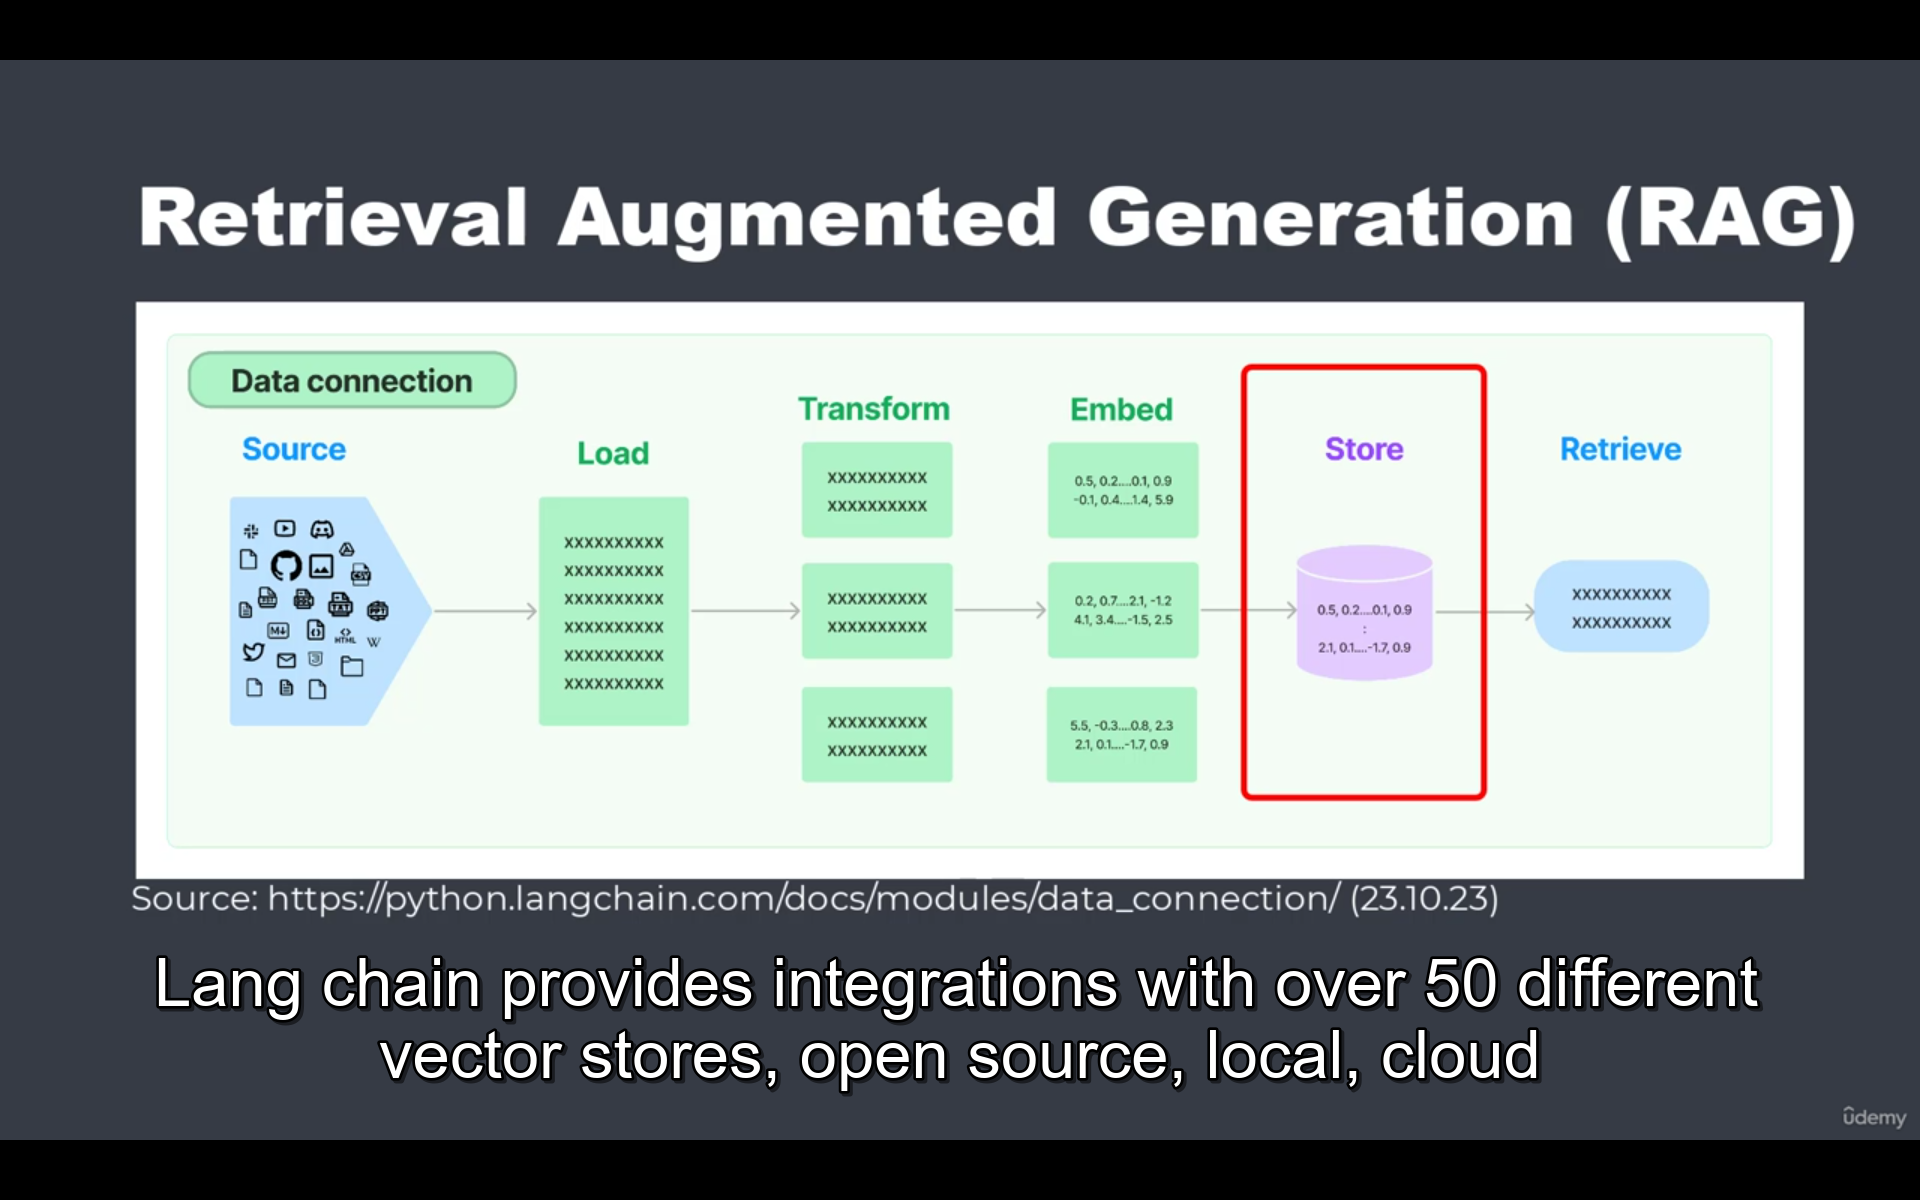 Retrieval Augmented Generation (RAG)
Data connection
Source
Load
Transform
Embed
Store
Retrieve
CSV
TXT
PPT
M↓
HTML
W
XXXXXXXXXX
XXXXXXXXXX
XXXXXXXXXX
XXXXXXXXXX
XXXXXXXXXX
XXXXXXXXXX
XXXXXXXXXX
XXXXXXXXXX
XXXXXXXXXX
XXXXXXXXXX
XXXXXXXXXX
XXXXXXXXXX
0.5, 0.2....0.1, 0.9
-0.1, 0.4....1.4, 5.9
0.2, 0.7....2.1, -1.2
4.1, 3.4....-1.5, 2.5
5.5, -0.3....0.8, 2.3
2.1, 0.1....-1.7, 0.9
0.5, 0.2....0.1, 0.9
:
2.1, 0.1....-1.7, 0.9
XXXXXXXXXX
XXXXXXXXXX
Source: https://python.langchain.com/docs/modules/data_connection/ (23.10.23)
Lang chain provides integrations with over 50 different
vector stores, open source, local, cloud
ûdemy